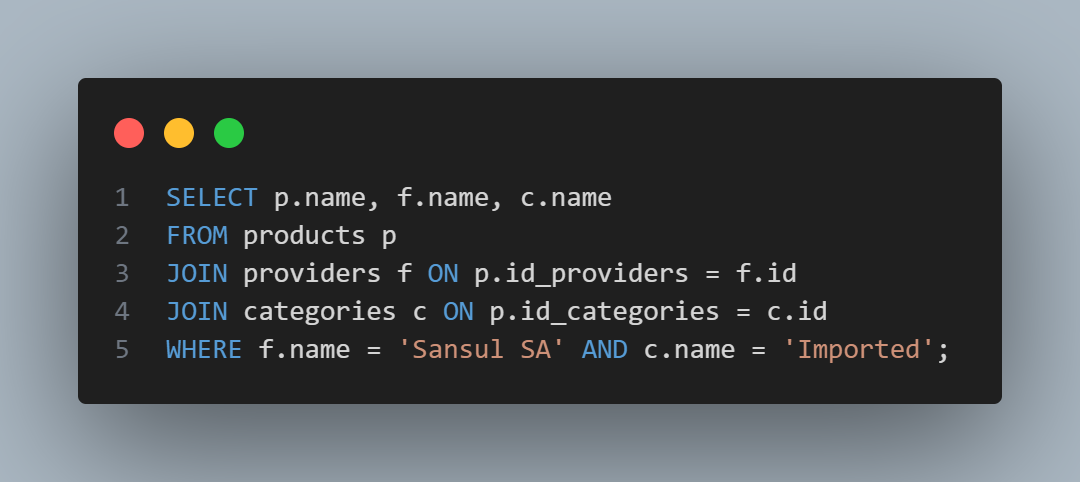 1 SELECT p.name, f.name, c.name
2 FROM products p
3 JOIN providers f ON p.id_providers = f.id
4 JOIN categories c ON p.id_categories = c.id
5 WHERE f.name = 'Sansul SA' AND c.name = 'Imported';